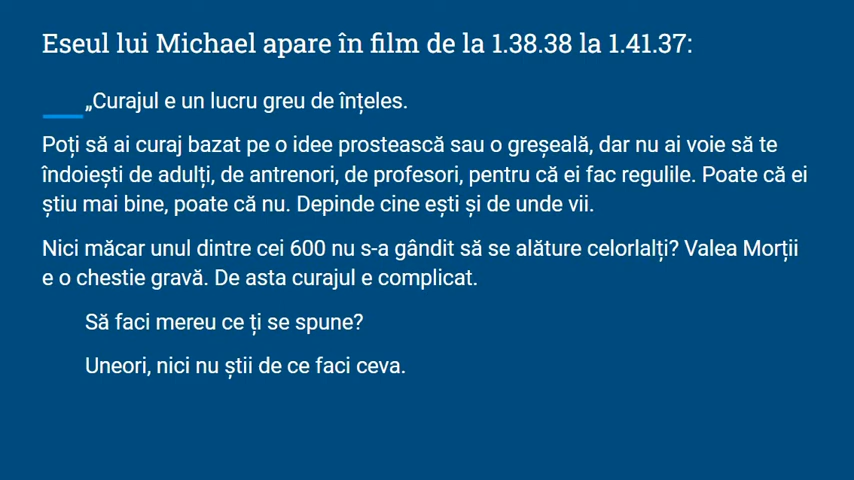 Eseul lui Michael apare în film de la 1.38.38 la 1.41.37:
„Curajul e un lucru greu de înțeles.
Poți să ai curaj bazat pe o idee prostească sau o greșeală, dar nu ai voie să te
îndoiești de adulți, de antrenori, de profesori, pentru că ei fac regulile. Poate că ei
știu mai bine, poate că nu. Depinde cine ești și de unde vii.
Nici măcar unul dintre cei 600 nu s-a gândit să se alăture celorlalți? Valea Morții
e o chestie gravă. De asta curajul e complicat.
Să faci mereu ce ți se spune?
Uneori, nici nu știi de ce faci ceva.